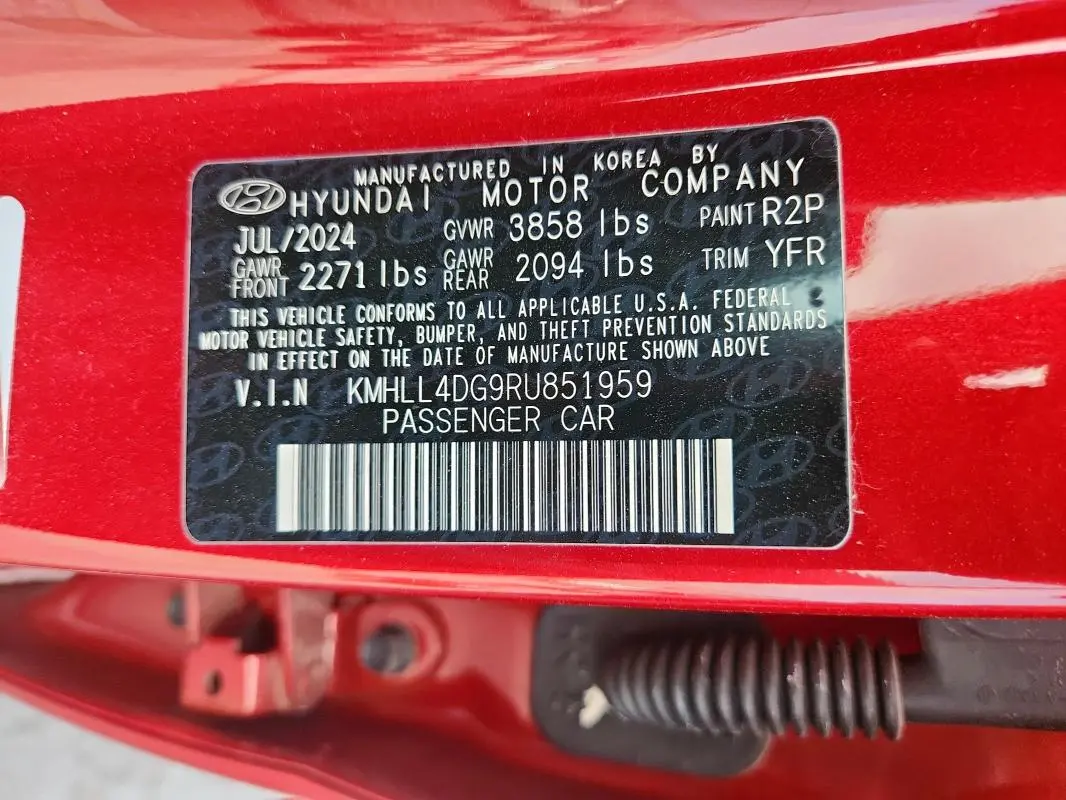 MANUFACTURED IN KOREA BY
HYUNDAI MOTOR COMPANY
JUL/2024 GVWR 3858 lbs PAINT R2P
GAWR FRONT 2271 lbs GAWR REAR 2094 lbs TRIM YFR
THIS VEHICLE CONFORMS TO ALL APPLICABLE U.S.A. FEDERAL
MOTOR VEHICLE SAFETY, BUMPER, AND THEFT PREVENTION STANDARDS
IN EFFECT ON THE DATE OF MANUFACTURE SHOWN ABOVE
V.I.N KMHLL4DG9RU851959
PASSENGER CAR